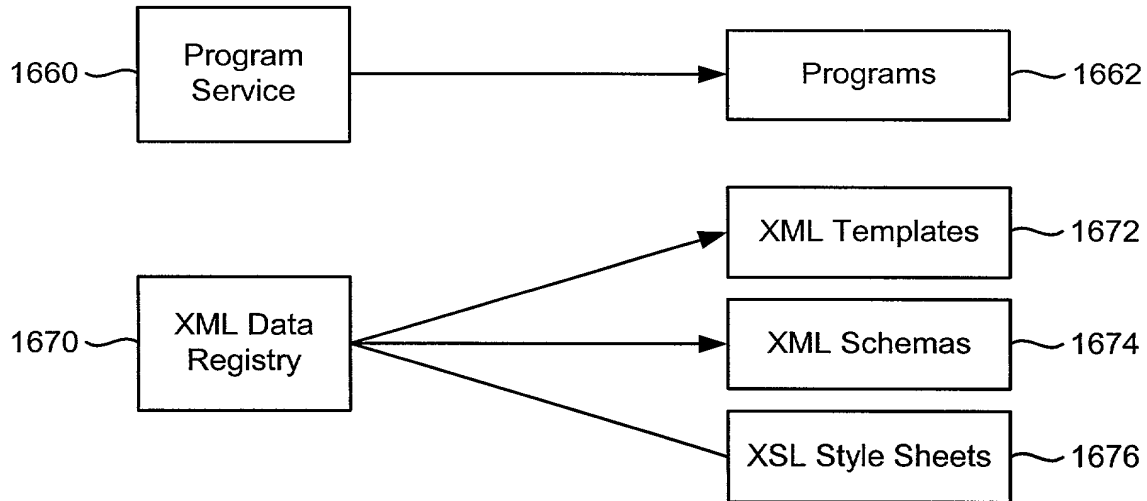 1660
Program
Service
Programs
1662
XML Templates
1672
1670
XML Data
Registry
XML Schemas
1674
XSL Style Sheets
1676